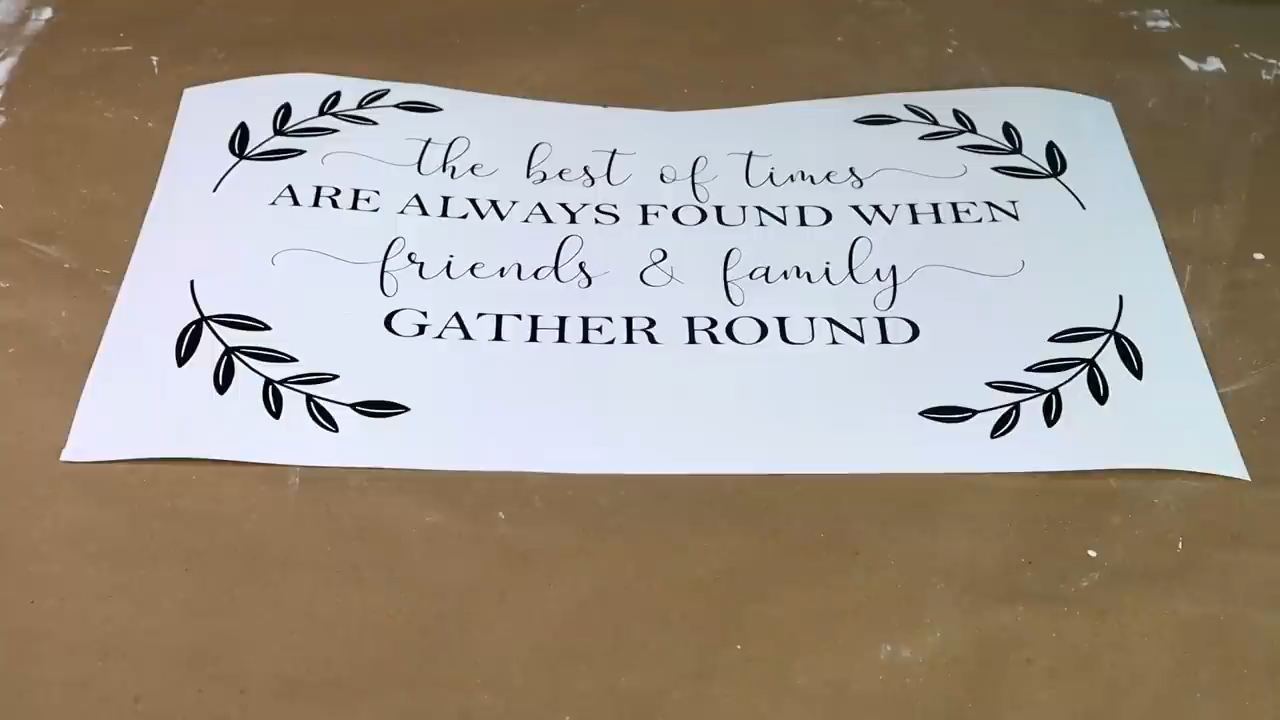 the best of times
ARE ALWAYS FOUND WHEN
friends & family
GATHER ROUND